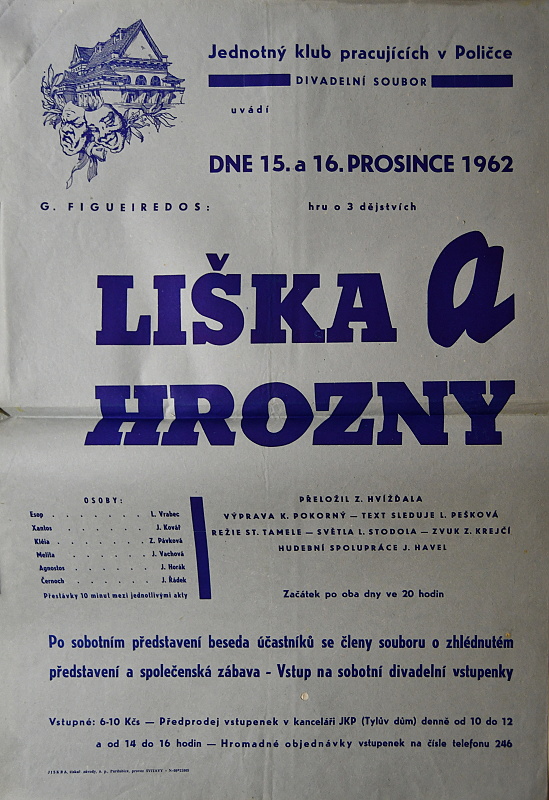 Jednotný klub pracujících v Poličce
DIVADELNÍ SOUBOR
uvádí
DNE 15. a 16. PROSINCE 1962
G. FIGUEIREDOS: hru o 3 dějstvích
LIŠKA a
HROZNY
OSOBY:
Esop . . . . . . . . L. Vrabec
Xantos . . . . . . . . J. Kovář
Kléia . . . . . . . . Z. Pávková
Melita . . . . . . . . J. Vachová
Agnostos . . . . . . . J. Horák
Černoch . . . . . . . J. Řádek
Přestávky 10 minut mezi jednotlivými akty
PŘELOŽIL Z. HVÍŽĎALA
VÝPRAVA K. POKORNÝ — TEXT SLEDUJE L. PEŠKOVÁ
REŽIE ST. TAMELE — SVĚTLA L. STODOLA — ZVUK Z. KREJČÍ
HUDEBNÍ SPOLUPRÁCE J. HAVEL
Začátek po oba dny ve 20 hodin
Po sobotním představení beseda účastníků se členy souboru o zhlédnutém
představení a společenská zábava - Vstup na sobotní divadelní vstupenky
Vstupné: 6-10 Kčs — Předprodej vstupenek v kanceláři JKP (Tylův dům) denně od 10 do 12
a od 14 do 16 hodin — Hromadné objednávky vstupenek na čísle telefonu 246